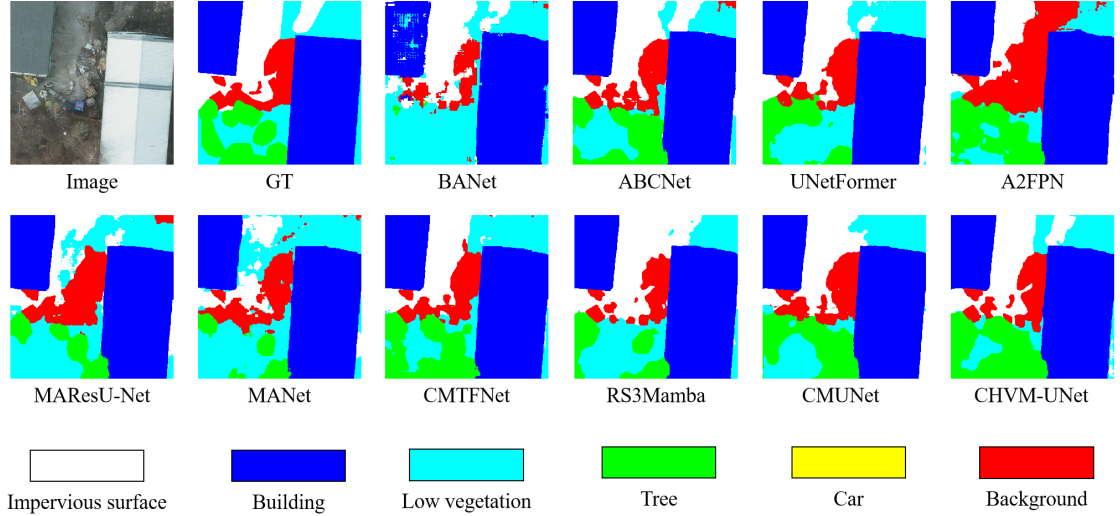 Image GT BANet ABCNet UNetFormer A2FPN
MAResU-Net MANet CMTFNet RS3Mamba CMUNet CHVM-UNet
Impervious surface Building Low vegetation Tree Car Background